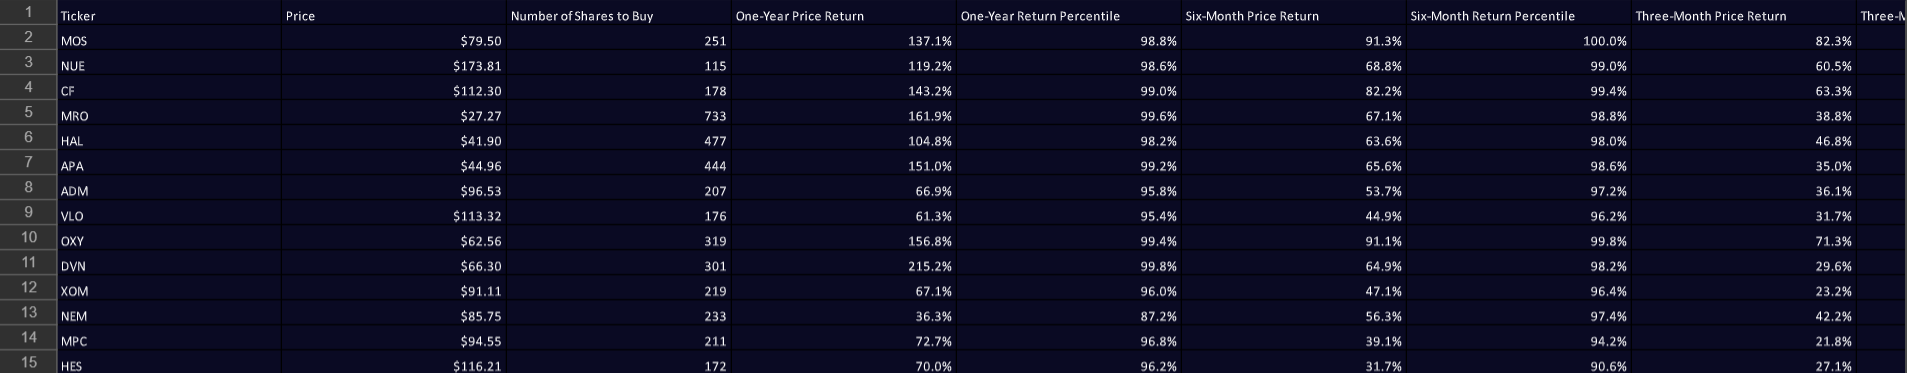 1 Ticker Price Number of Shares to Buy One-Year Price Return One-Year Return Percentile Six-Month Price Return Six-Month Return Percentile Three-Month Price Return Three-M
2 MOS $79.50 251 137.1% 98.8% 91.3% 100.0% 82.3%
3 NUE $173.81 115 119.2% 98.6% 68.8% 99.0% 60.5%
4 CF $112.30 178 143.2% 99.0% 82.2% 99.4% 63.3%
5 MRO $27.27 733 161.9% 99.6% 67.1% 98.8% 38.8%
6 HAL $41.90 477 104.8% 98.2% 63.6% 98.0% 46.8%
7 APA $44.96 444 151.0% 99.2% 65.6% 98.6% 35.0%
8 ADM $96.53 207 66.9% 95.8% 53.7% 97.2% 36.1%
9 VLO $113.32 176 61.3% 95.4% 44.9% 96.2% 31.7%
10 OXY $62.56 319 156.8% 99.4% 91.1% 99.8% 71.3%
11 DVN $66.30 301 215.2% 99.8% 64.9% 98.2% 29.6%
12 XOM $91.11 219 67.1% 96.0% 47.1% 96.4% 23.2%
13 NEM $85.75 233 36.3% 87.2% 56.3% 97.4% 42.2%
14 MPC $94.55 211 72.7% 96.8% 39.1% 94.2% 21.8%
15 HES $116.21 172 70.0% 96.2% 31.7% 90.6% 27.1%